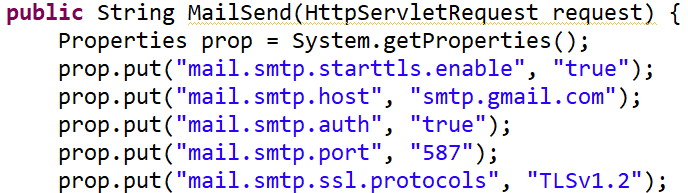 public String MailSend(HttpServletRequest request) {
    Properties prop = System.getProperties();
    prop.put("mail.smtp.starttls.enable", "true");
    prop.put("mail.smtp.host", "smtp.gmail.com");
    prop.put("mail.smtp.auth", "true");
    prop.put("mail.smtp.port", "587");
    prop.put("mail.smtp.ssl.protocols", "TLSv1.2");